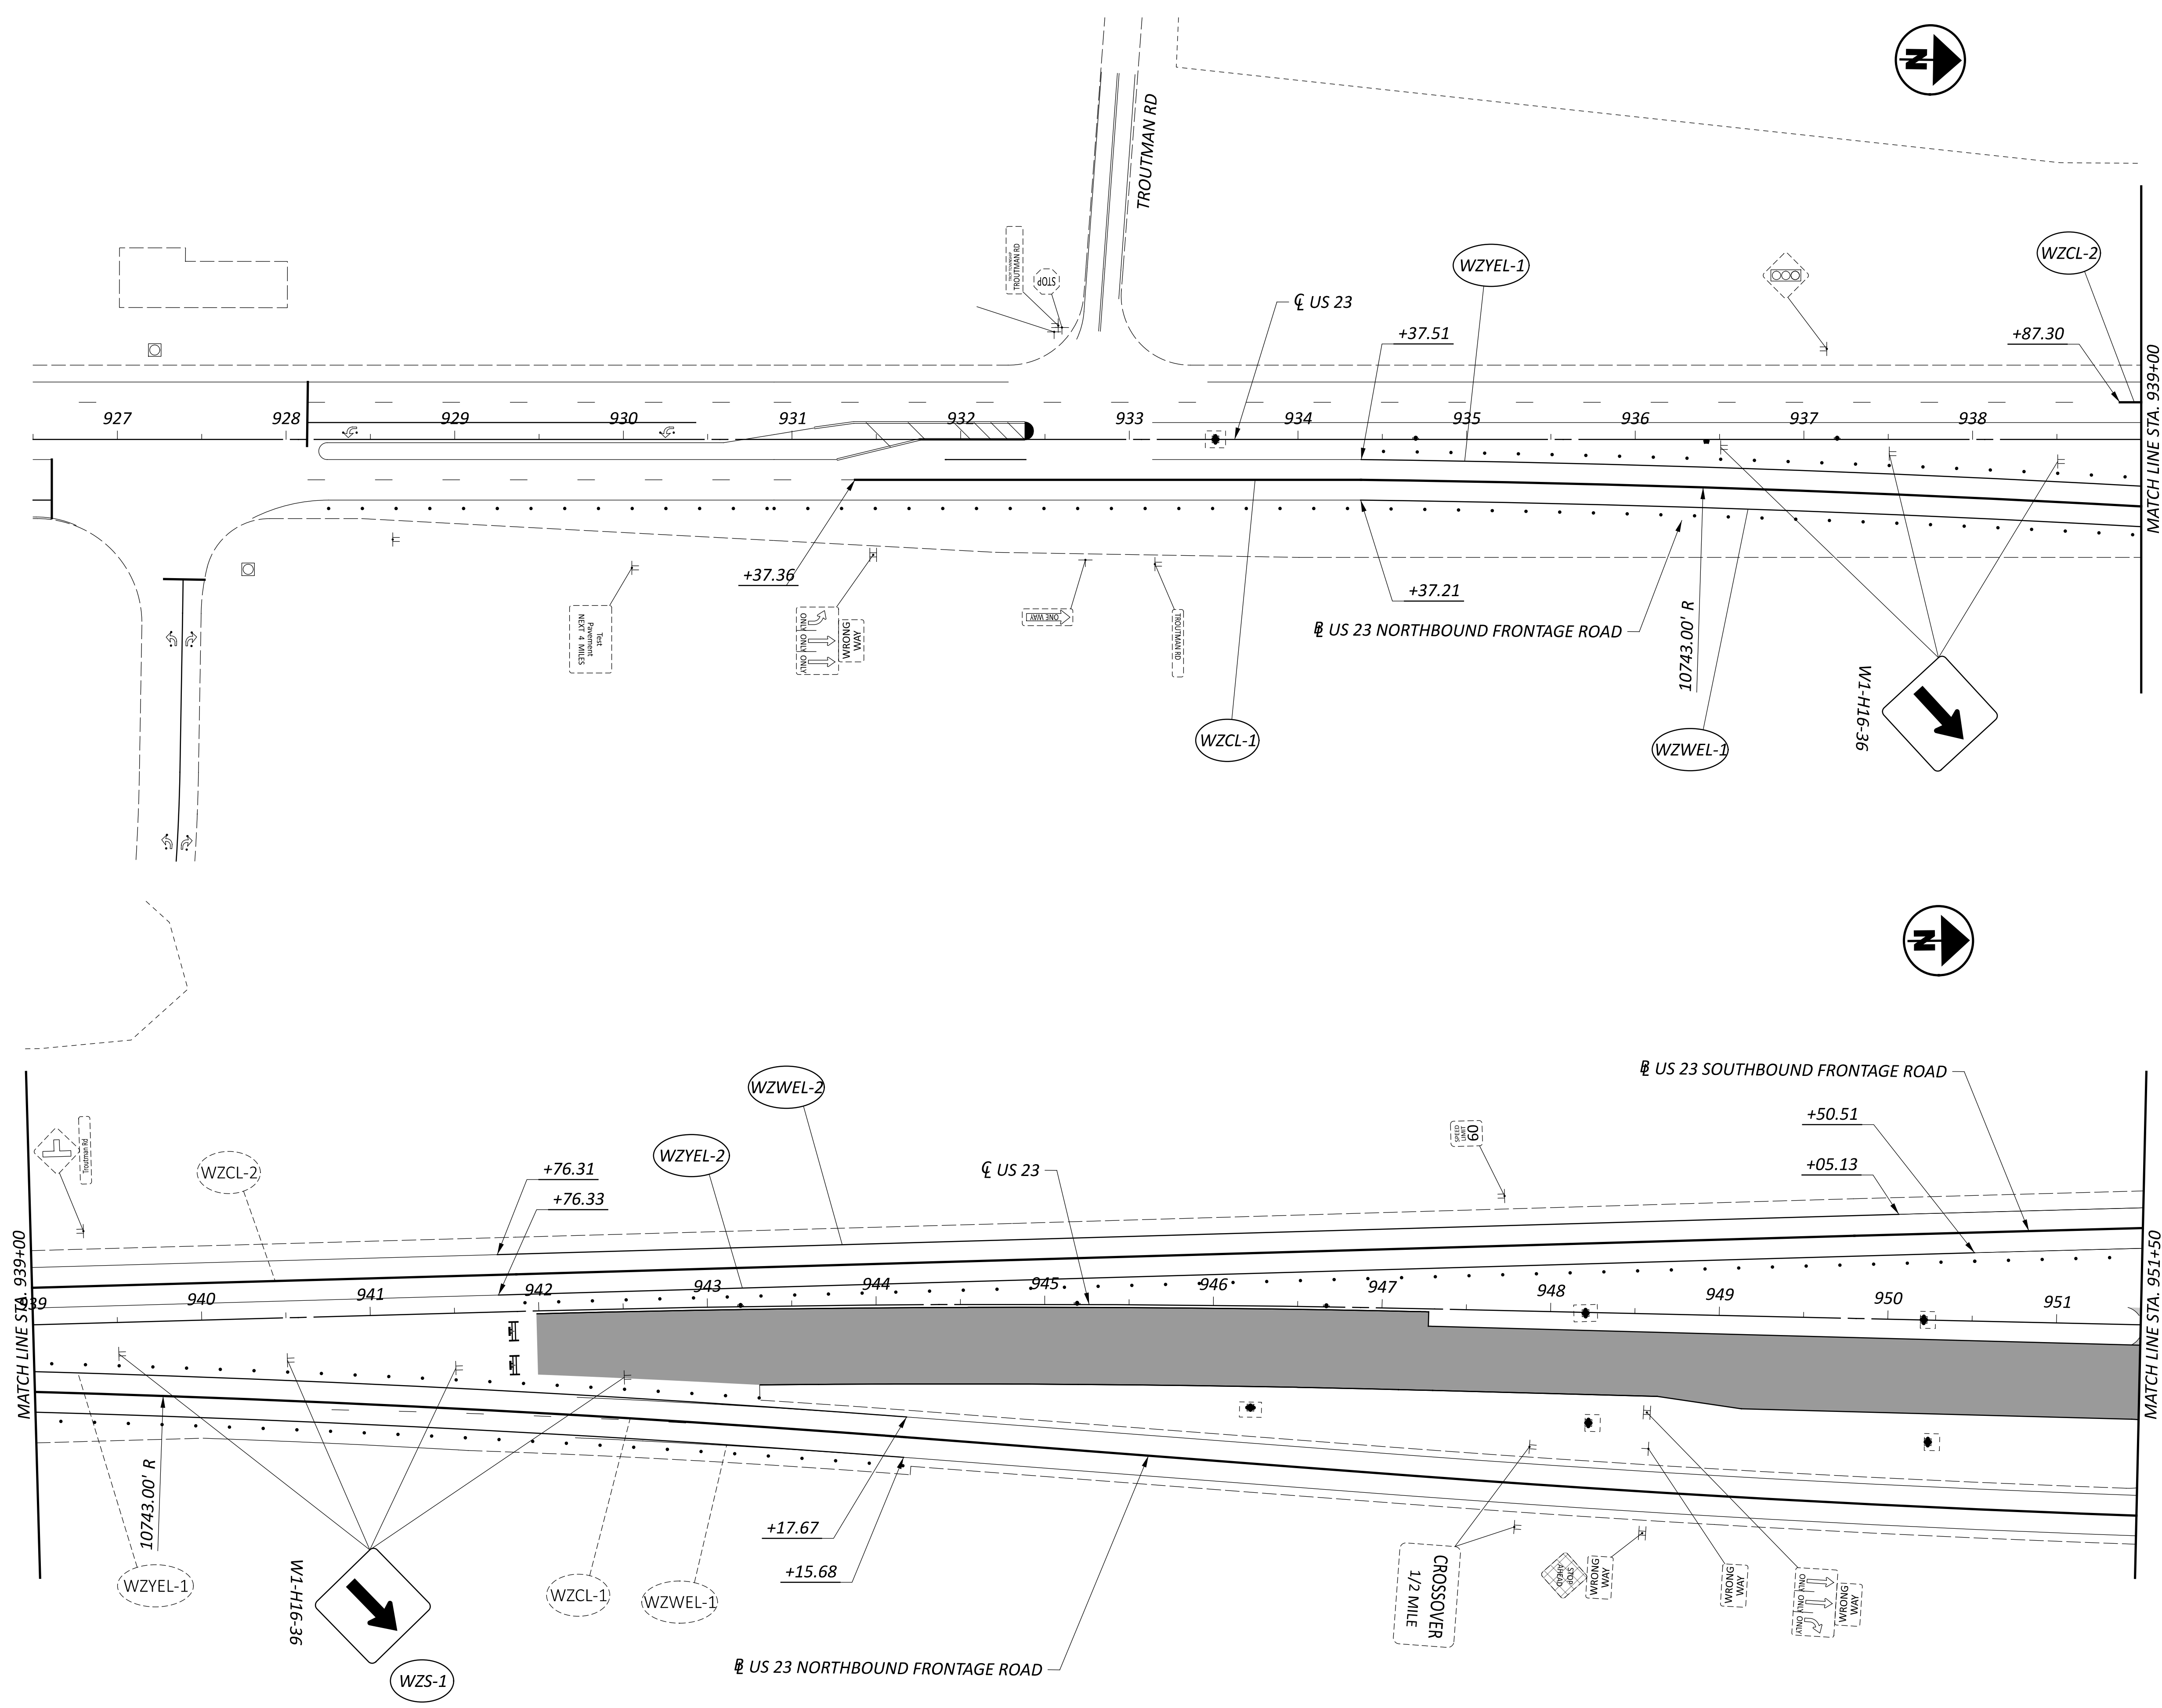 N
TROUTMAN RD
TROUTMAN RD
STOP
WZYEL-1
WZCL-2
℄ US 23
+37.51
+87.30
MATCH LINE STA. 939+00
927
928
929
930
931
932
933
934
935
936
937
938
+37.36
+37.21
Test
Pavement
NEXT 4 MILES
ONLY ONLY ONLY
WRONG
WAY
ONE WAY
TROUTMAN RD
BL US 23 NORTHBOUND FRONTAGE ROAD
10743.00' R
W1-H16-36
WZCL-1
WZWEL-1
N
BL US 23 SOUTHBOUND FRONTAGE ROAD
WZWEL-2
+50.51
Troutman Rd
WZCL-2
WZYEL-2
+76.31
+76.33
℄ US 23
SPEED
LIMIT
60
+05.13
MATCH LINE STA. 939+00
MATCH LINE STA. 951+50
939
940
941
942
943
944
945
946
947
948
949
950
951
10743.00' R
+17.67
+15.68
WZYEL-1
W1-H16-36
WZCL-1
WZWEL-1
WZS-1
CROSSOVER
1/2 MILE
STOP
AHEAD
WRONG
WAY
WRONG
WAY
ONLY ONLY ONLY
WRONG
WAY
BL US 23 NORTHBOUND FRONTAGE ROAD